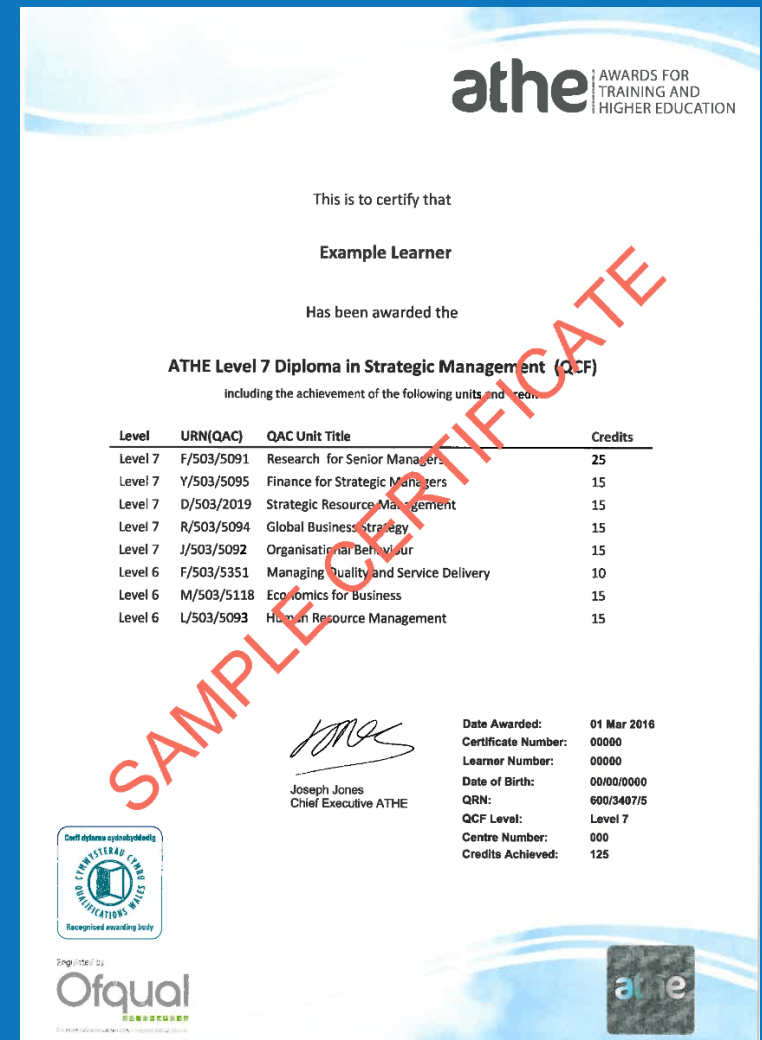 athe AWARDS FOR
TRAINING AND
HIGHER EDUCATION
This is to certify that
Example Learner
Has been awarded the
ATHE Level 7 Diploma in Strategic Management (QCF)
including the achievement of the following units and
Level URN(QAC) QAC Unit Title Credits
Level 7 F/503/5091 Research for Senior Managers 25
Level 7 Y/503/5095 Finance for Strategic Managers 15
Level 7 D/503/2019 Strategic Resource Management 15
Level 7 R/503/5094 Global Business Strategy 15
Level 7 J/503/5092 Organisational Behaviour 15
Level 6 F/503/5351 Managing Quality and Service Delivery 10
Level 6 M/503/5118 Economics for Business 15
Level 6 L/503/5093 Human Resource Management 15
SAMPLE CERTIFICATE
Jones
Joseph Jones
Chief Executive ATHE
Date Awarded: 01 Mar 2016
Certificate Number: 00000
Learner Number: 00000
Date of Birth: 00/00/0000
QRN: 600/3407/5
QCF Level: Level 7
Centre Number: 000
Credits Achieved: 125
Corff dyfarnu cydnabyddedig
CYMWYSTERAU CYMRU
QUALIFICATIONS WALES
Recognised awarding body
Regulated by
Ofqual
athe